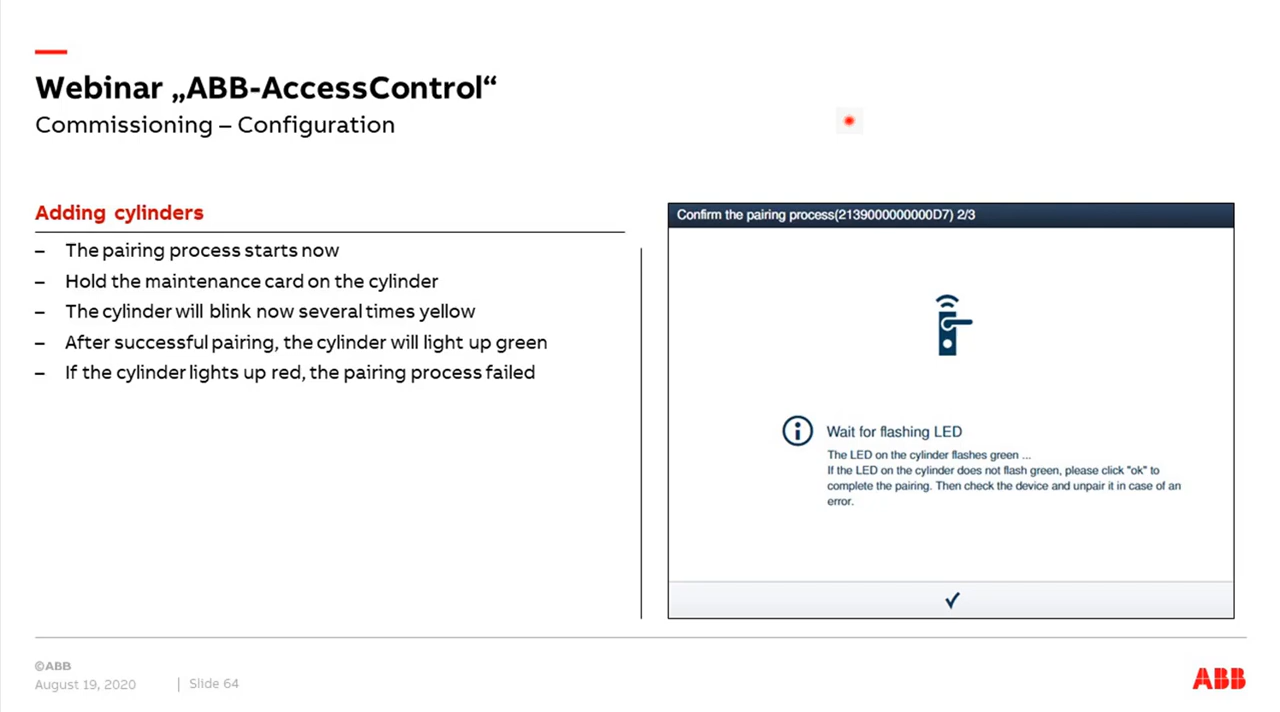 Webinar „ABB-AccessControl“
Commissioning – Configuration
Adding cylinders
– The pairing process starts now
– Hold the maintenance card on the cylinder
– The cylinder will blink now several times yellow
– After successful pairing, the cylinder will light up green
– If the cylinder lights up red, the pairing process failed
Confirm the pairing process(2139000000000D7) 2/3
Wait for flashing LED
The LED on the cylinder flashes green ...
If the LED on the cylinder does not flash green, please click "ok" to
complete the pairing. Then check the device and unpair it in case of an
error.
©ABB
August 19, 2020 | Slide 64
ABB